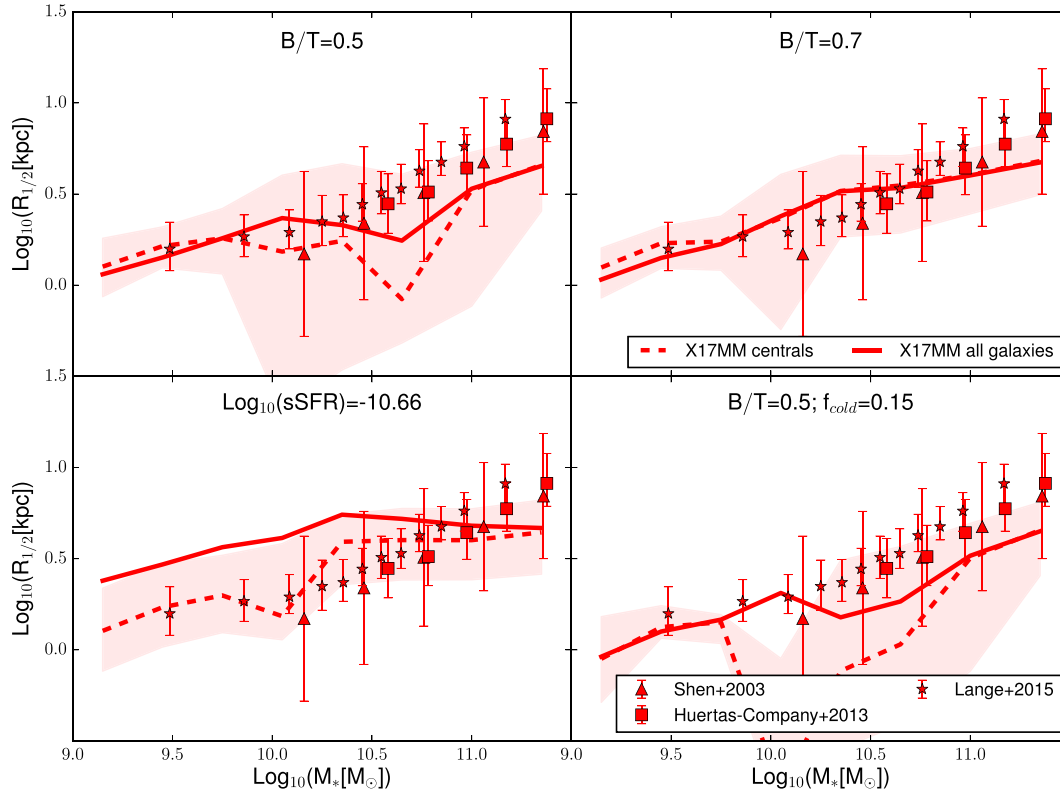 B/T=0.5
B/T=0.7
1.5
1.0
0.5
0.0
Log₁₀(R₁/₂[kpc])
X17MM centrals
X17MM all galaxies
Log₁₀(sSFR)=-10.66
B/T=0.5; f_cold=0.15
1.5
1.0
0.5
0.0
Log₁₀(R₁/₂[kpc])
Shen+2003
Lange+2015
Huertas-Company+2013
9.0
9.5
10.0
10.5
11.0
9.0
9.5
10.0
10.5
11.0
Log₁₀(M*[M⊙])
Log₁₀(M*[M⊙])